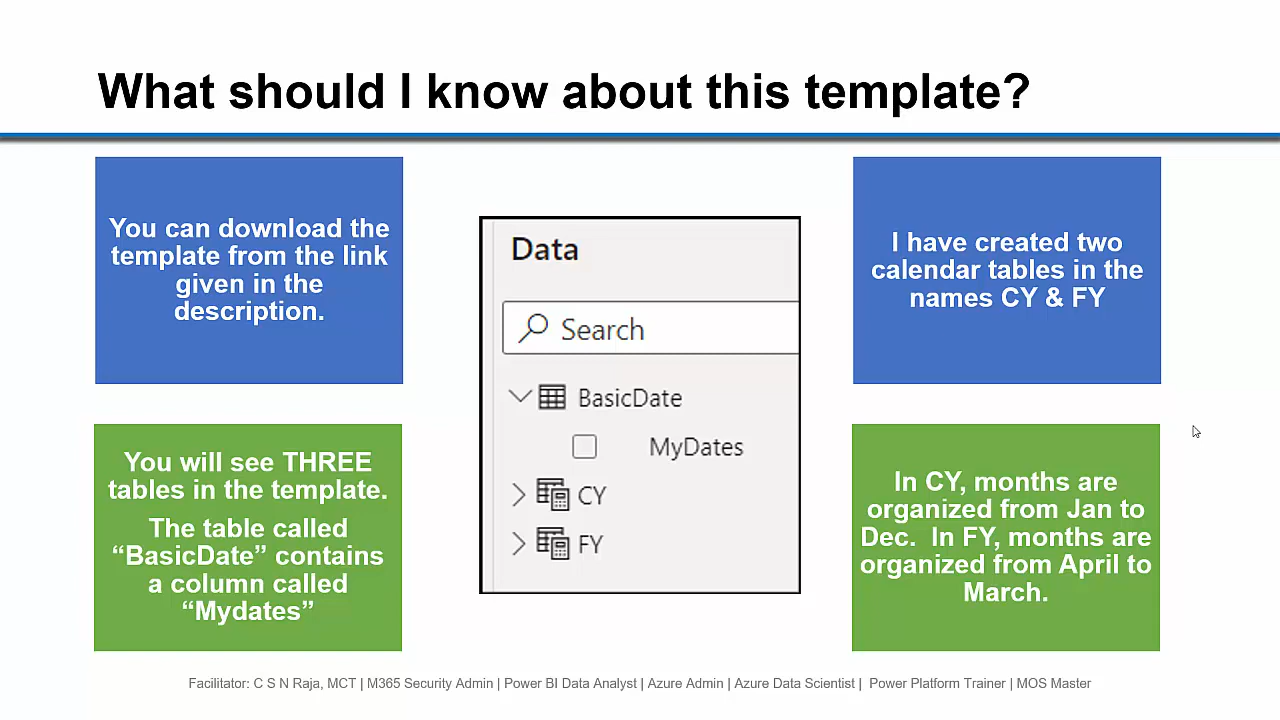 What should I know about this template?
You can download the
template from the link
given in the
description.
You will see THREE
tables in the template.
The table called
“BasicDate” contains
a column called
“Mydates”
Data
Search
BasicDate
MyDates
CY
FY
I have created two
calendar tables in the
names CY & FY
In CY, months are
organized from Jan to
Dec.  In FY, months are
organized from April to
March.
Facilitator: C S N Raja, MCT | M365 Security Admin | Power BI Data Analyst | Azure Admin | Azure Data Scientist |  Power Platform Trainer | MOS Master